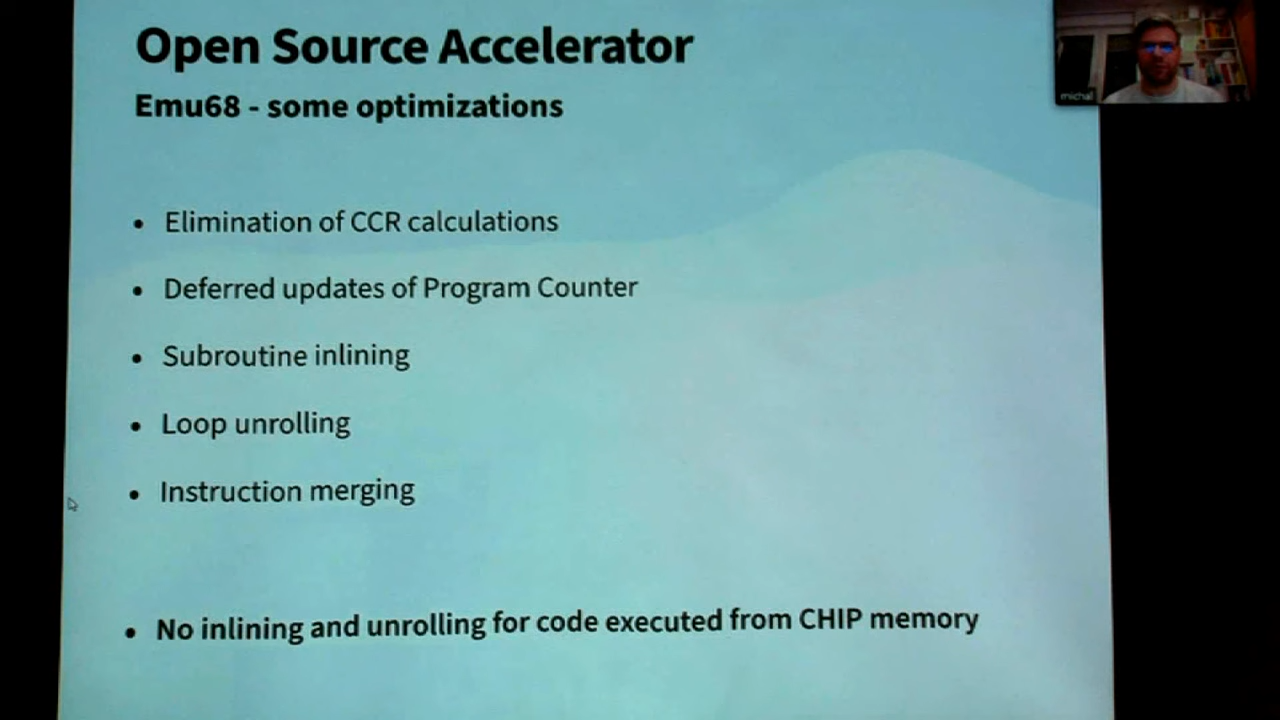 Open Source Accelerator
Emu68 - some optimizations
michal
• Elimination of CCR calculations
• Deferred updates of Program Counter
• Subroutine inlining
• Loop unrolling
• Instruction merging
• No inlining and unrolling for code executed from CHIP memory